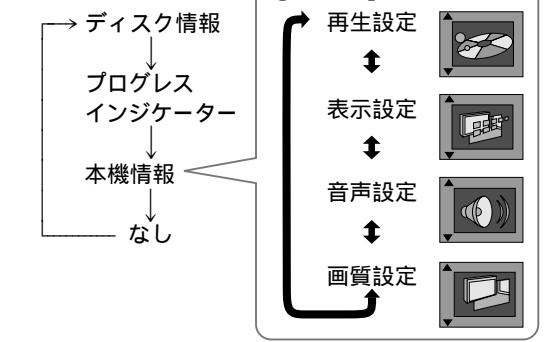 ディスク情報
プログレス
インジケーター
本機情報
なし
再生設定
表示設定
音声設定
画質設定